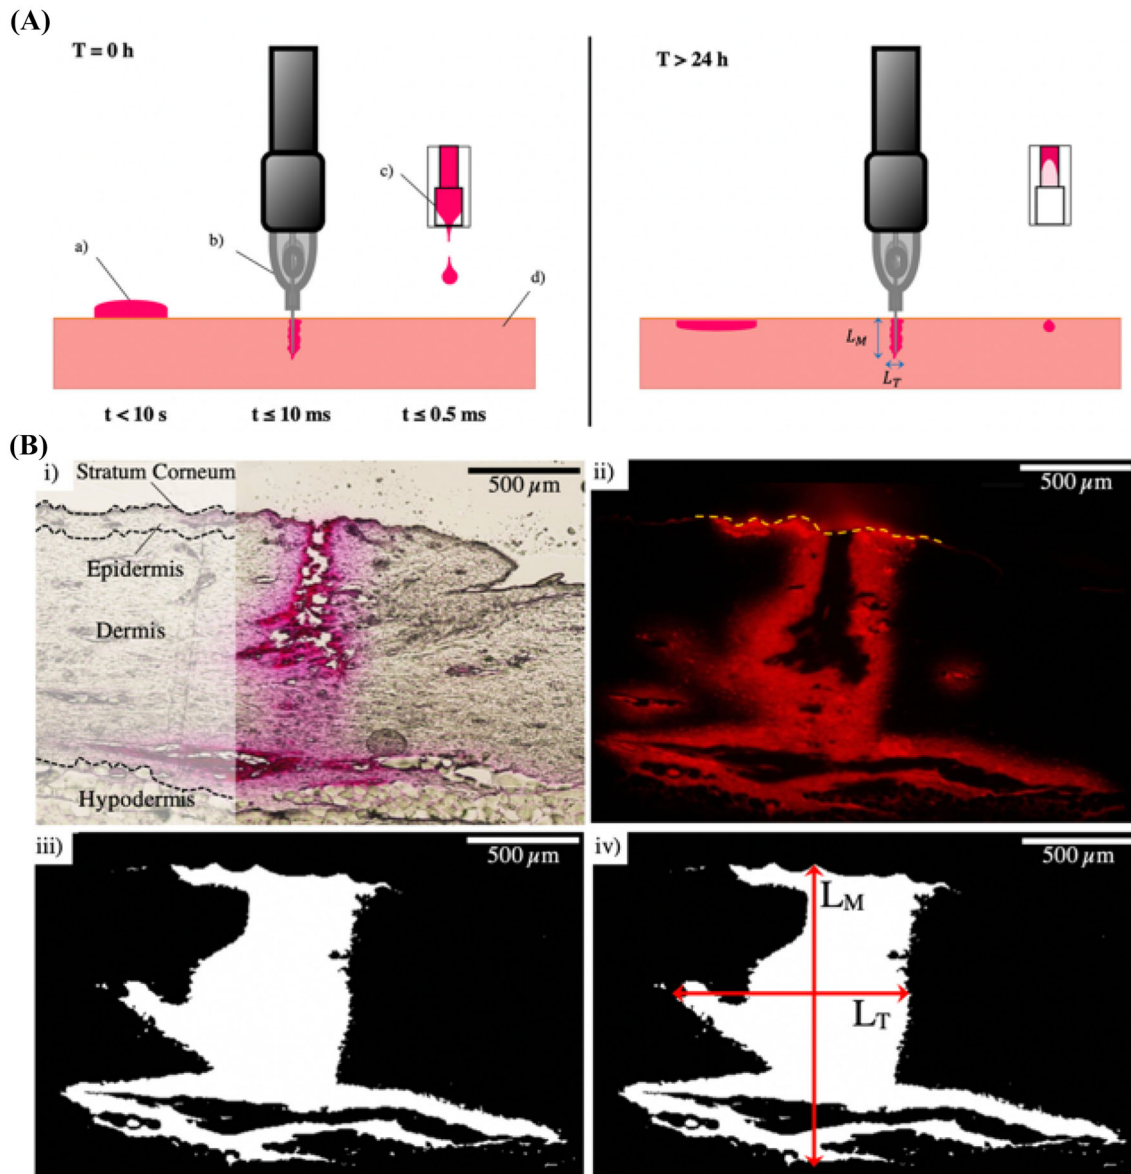 (A)
T = 0 h
T > 24 h
c)
a)
b)
d)
L_M
L_T
t < 10 s
t ≤ 10 ms
t ≤ 0.5 ms
(B)
i)
Stratum Corneum
500 µm
ii)
500 µm
Epidermis
Dermis
Hypodermis
iii)
500 µm
iv)
500 µm
L_M
L_T